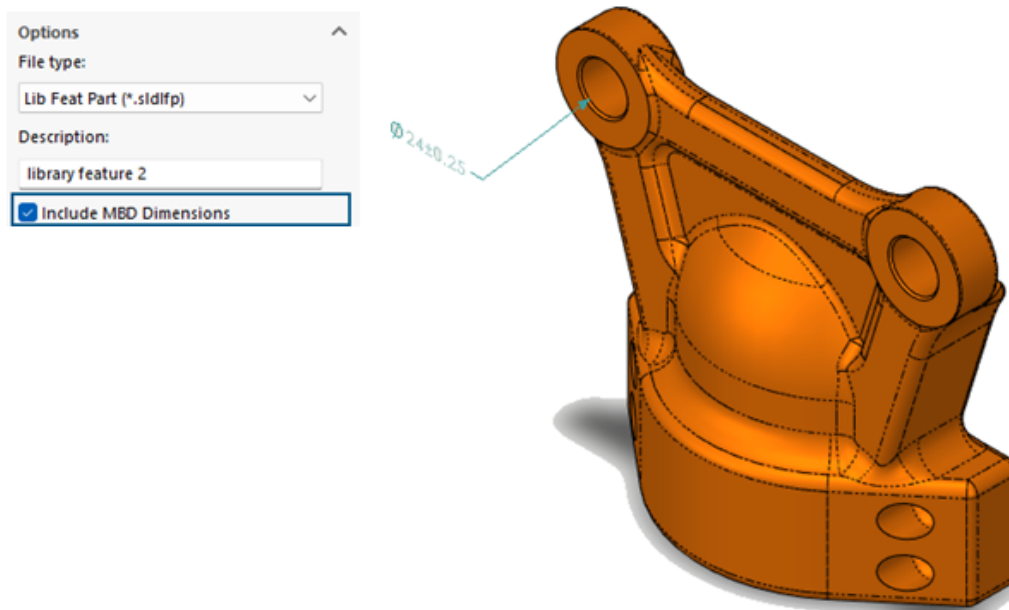 Options
File type:
Lib Feat Part (*.sldlfp)
Description:
library feature 2
Include MBD Dimensions
Ø24±0.25